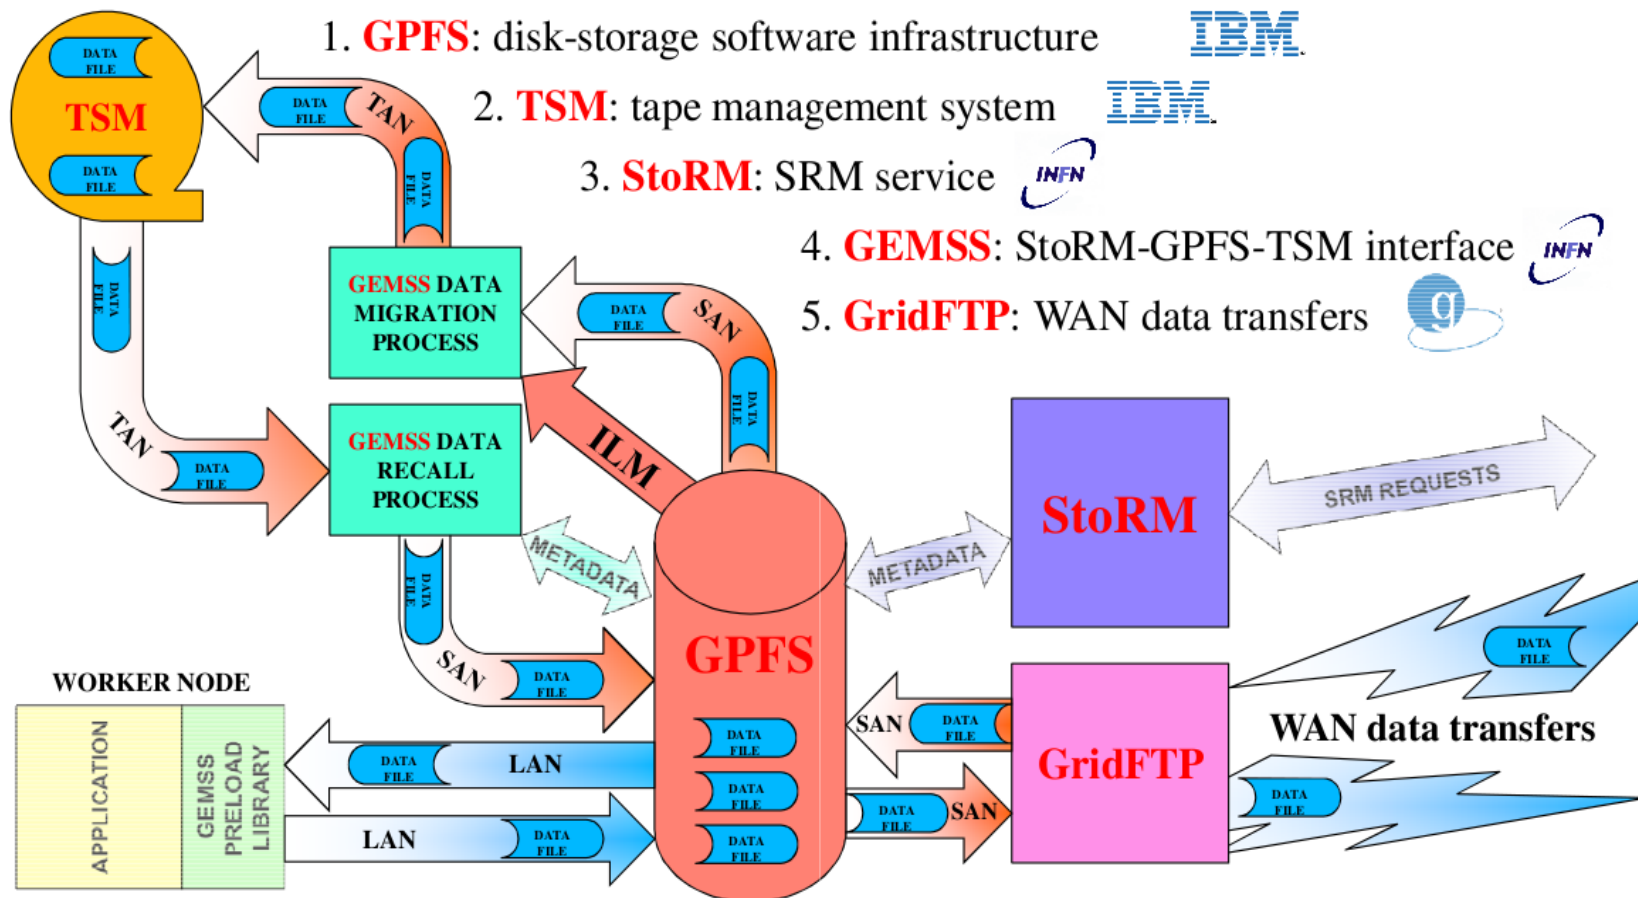 1. GPFS: disk-storage software infrastructure
IBM
2. TSM: tape management system
IBM
3. StoRM: SRM service
INFN
4. GEMSS: StoRM-GPFS-TSM interface
INFN
5. GridFTP: WAN data transfers
g
DATA
FILE
TSM
DATA
FILE
DATA
FILE
TAN
DATA
FILE
DATA
FILE
TAN
DATA
FILE
GEMSS DATA
MIGRATION
PROCESS
DATA
FILE
SAN
DATA
FILE
ILM
GEMSS DATA
RECALL
PROCESS
METADATA
METADATA
StoRM
SRM REQUESTS
DATA
FILE
SAN
DATA
FILE
GPFS
DATA
FILE
DATA
FILE
DATA
FILE
WORKER NODE
APPLICATION
GEMSS
PRELOAD
LIBRARY
DATA
FILE
LAN
LAN
DATA
FILE
SAN
DATA
FILE
DATA
FILE
SAN
GridFTP
DATA
FILE
WAN data transfers
DATA
FILE